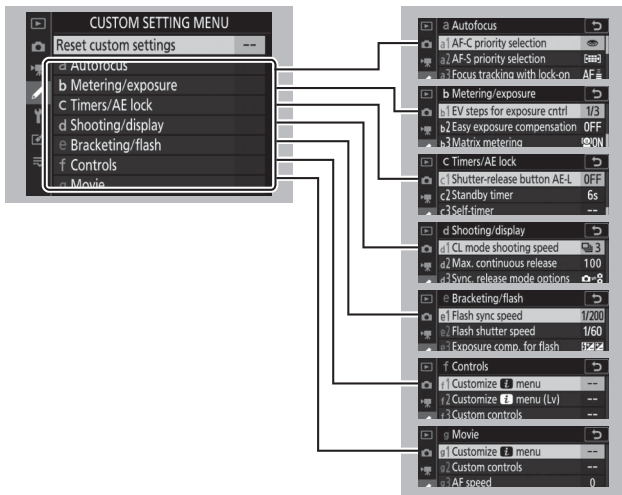 CUSTOM SETTING MENU
Reset custom settings --
a Autofocus
b Metering/exposure
c Timers/AE lock
d Shooting/display
e Bracketing/flash
f Controls
g Movie
a Autofocus
a1 AF-C priority selection
a2 AF-S priority selection
a3 Focus tracking with lock-on AF
b Metering/exposure
b1 EV steps for exposure cntrl 1/3
b2 Easy exposure compensation OFF
b3 Matrix metering ON
c Timers/AE lock
c1 Shutter-release button AE-L OFF
c2 Standby timer 6s
c3 Self-timer --
d Shooting/display
d1 CL mode shooting speed 3
d2 Max. continuous release 100
d3 Sync. release mode options
e Bracketing/flash
e1 Flash sync speed 1/200
e2 Flash shutter speed 1/60
e3 Exposure comp. for flash
f Controls
f1 Customize i menu --
f2 Customize i menu (Lv) --
f3 Custom controls --
g Movie
g1 Customize i menu --
g2 Custom controls --
g3 AF speed 0